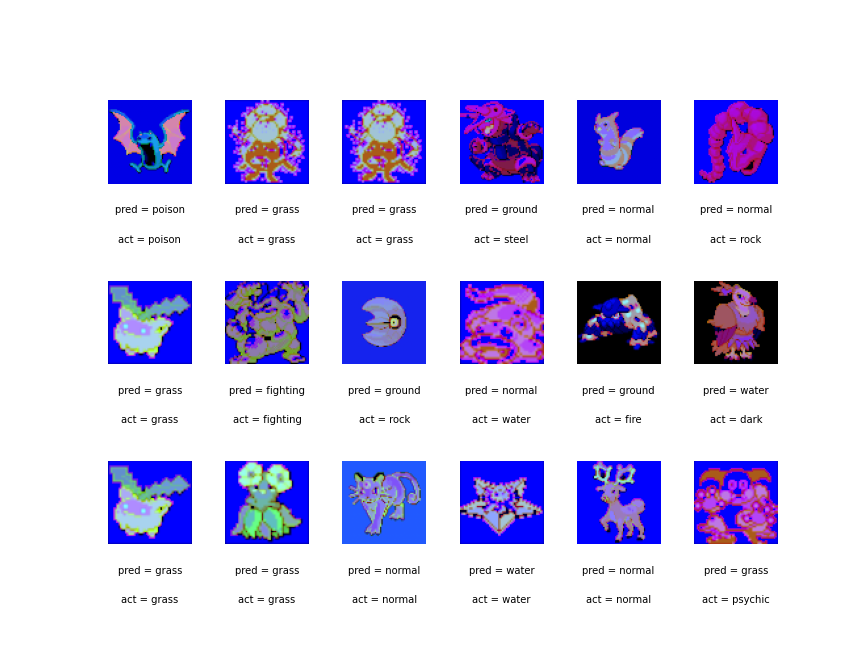 pred = poison pred = grass pred = grass pred = ground pred = normal pred = normal
act = poison act = grass act = grass act = steel act = normal act = rock
pred = grass pred = fighting pred = ground pred = normal pred = ground pred = water
act = grass act = fighting act = rock act = water act = fire act = dark
pred = grass pred = grass pred = normal pred = water pred = normal pred = grass
act = grass act = grass act = normal act = water act = normal act = psychic